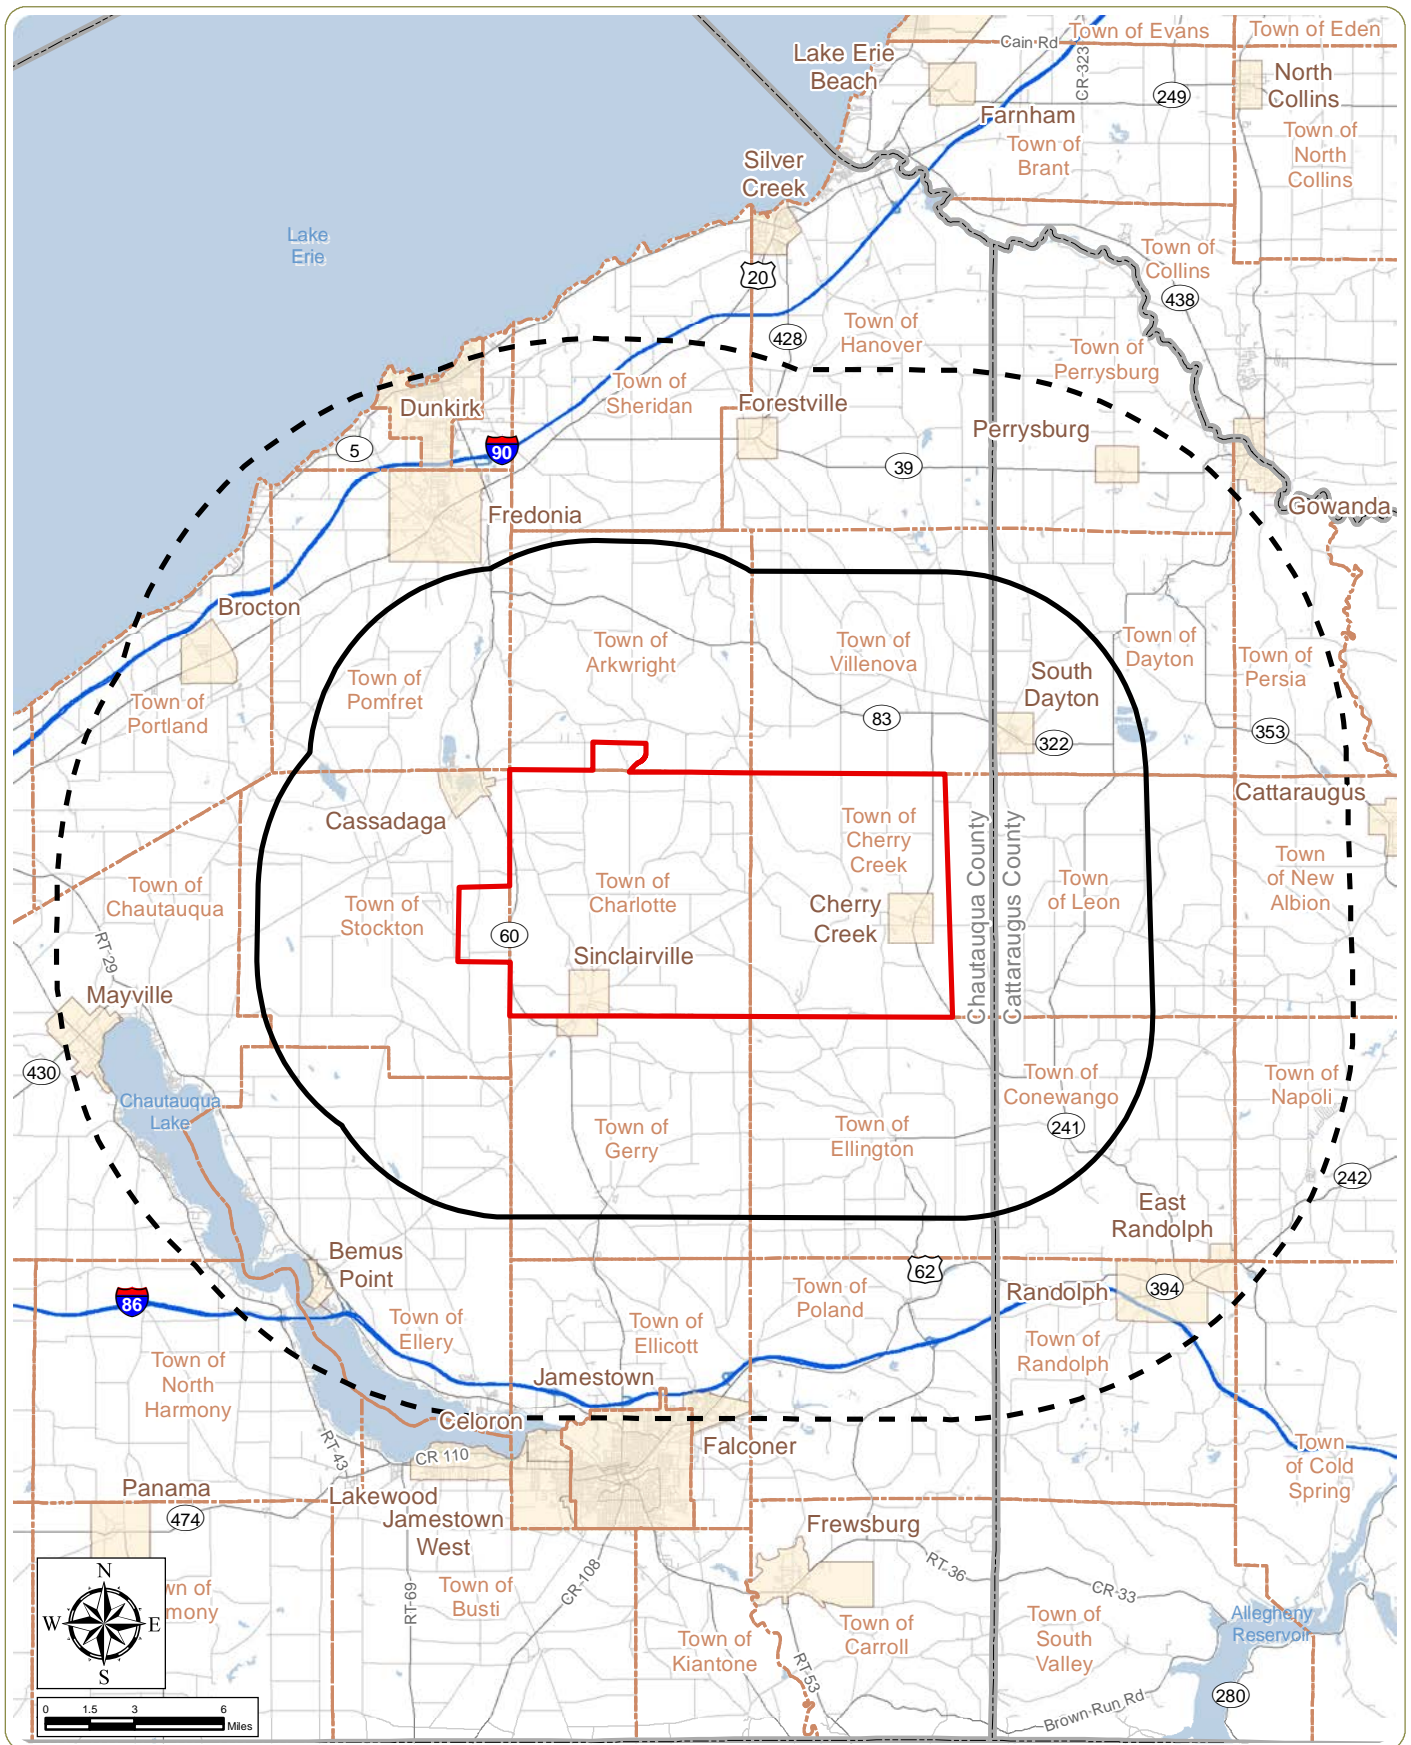 Cain Rd
Town of Evans
Town of Eden
Lake Erie
Beach
CR-323
249
North
Collins
Farnham
Town of
Brant
Town of
North
Collins
Silver
Creek
Lake
Erie
Town of
Collins
20
438
428
Town of
Hanover
Town of
Perrysburg
Town of
Sheridan
Dunkirk
Forestville
Perrysburg
5
90
39
Gowanda
Fredonia
Brocton
Town of
Arkwright
Town of
Villenova
Town of
Dayton
Town of
Persia
Town of
Pomfret
South
Dayton
Town of
Portland
83
322
353
Cassadaga
Cattaraugus
Town of
Cherry
Creek
Chautauqua County
Cattaraugus County
Town
of New
Albion
Town of
Chautauqua
Town of
Stockton
Town of
Charlotte
Town
of Leon
Cherry
Creek
60
RT-29
Sinclairville
Mayville
430
Town of
Conewango
Town of
Napoli
Chautauqua
Lake
241
Town of
Gerry
Town of
Ellington
242
East
Randolph
Bemus
Point
62
86
Town of
Poland
Randolph
394
Town of
Ellery
Town of
Ellicott
Town of
Randolph
Town of
North
Harmony
Jamestown
Celoron
Falconer
RT-43
CR 110
Town
of Cold
Spring
Panama
Lakewood
474
Jamestown
West
Frewsburg
RT-36
CR-33
CR-108
RT-69
wn of
mony
Town of
Busti
Town of
Carroll
Town of
South
Valley
Allegheny
Reservoir
Town of
Kiantone
RT-53
280
Brown Run Rd
N
W
E
S
0 1.5 3 6
Miles